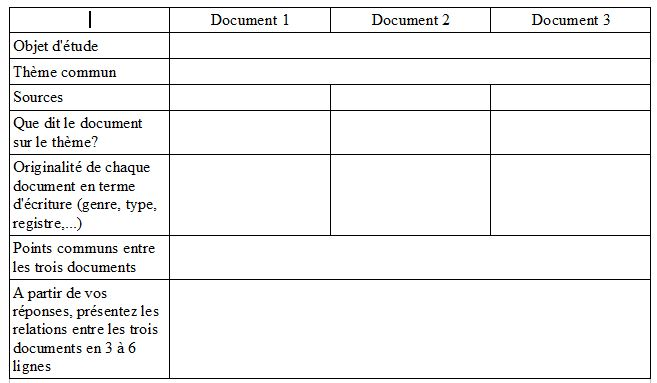 Document 1 Document 2 Document 3
Objet d'étude
Thème commun
Sources
Que dit le document
sur le thème?
Originalité de chaque
document en terme
d'écriture (genre, type,
registre,...)
Points communs entre
les trois documents
A partir de vos
réponses, présentez les
relations entre les trois
documents en 3 à 6
lignes